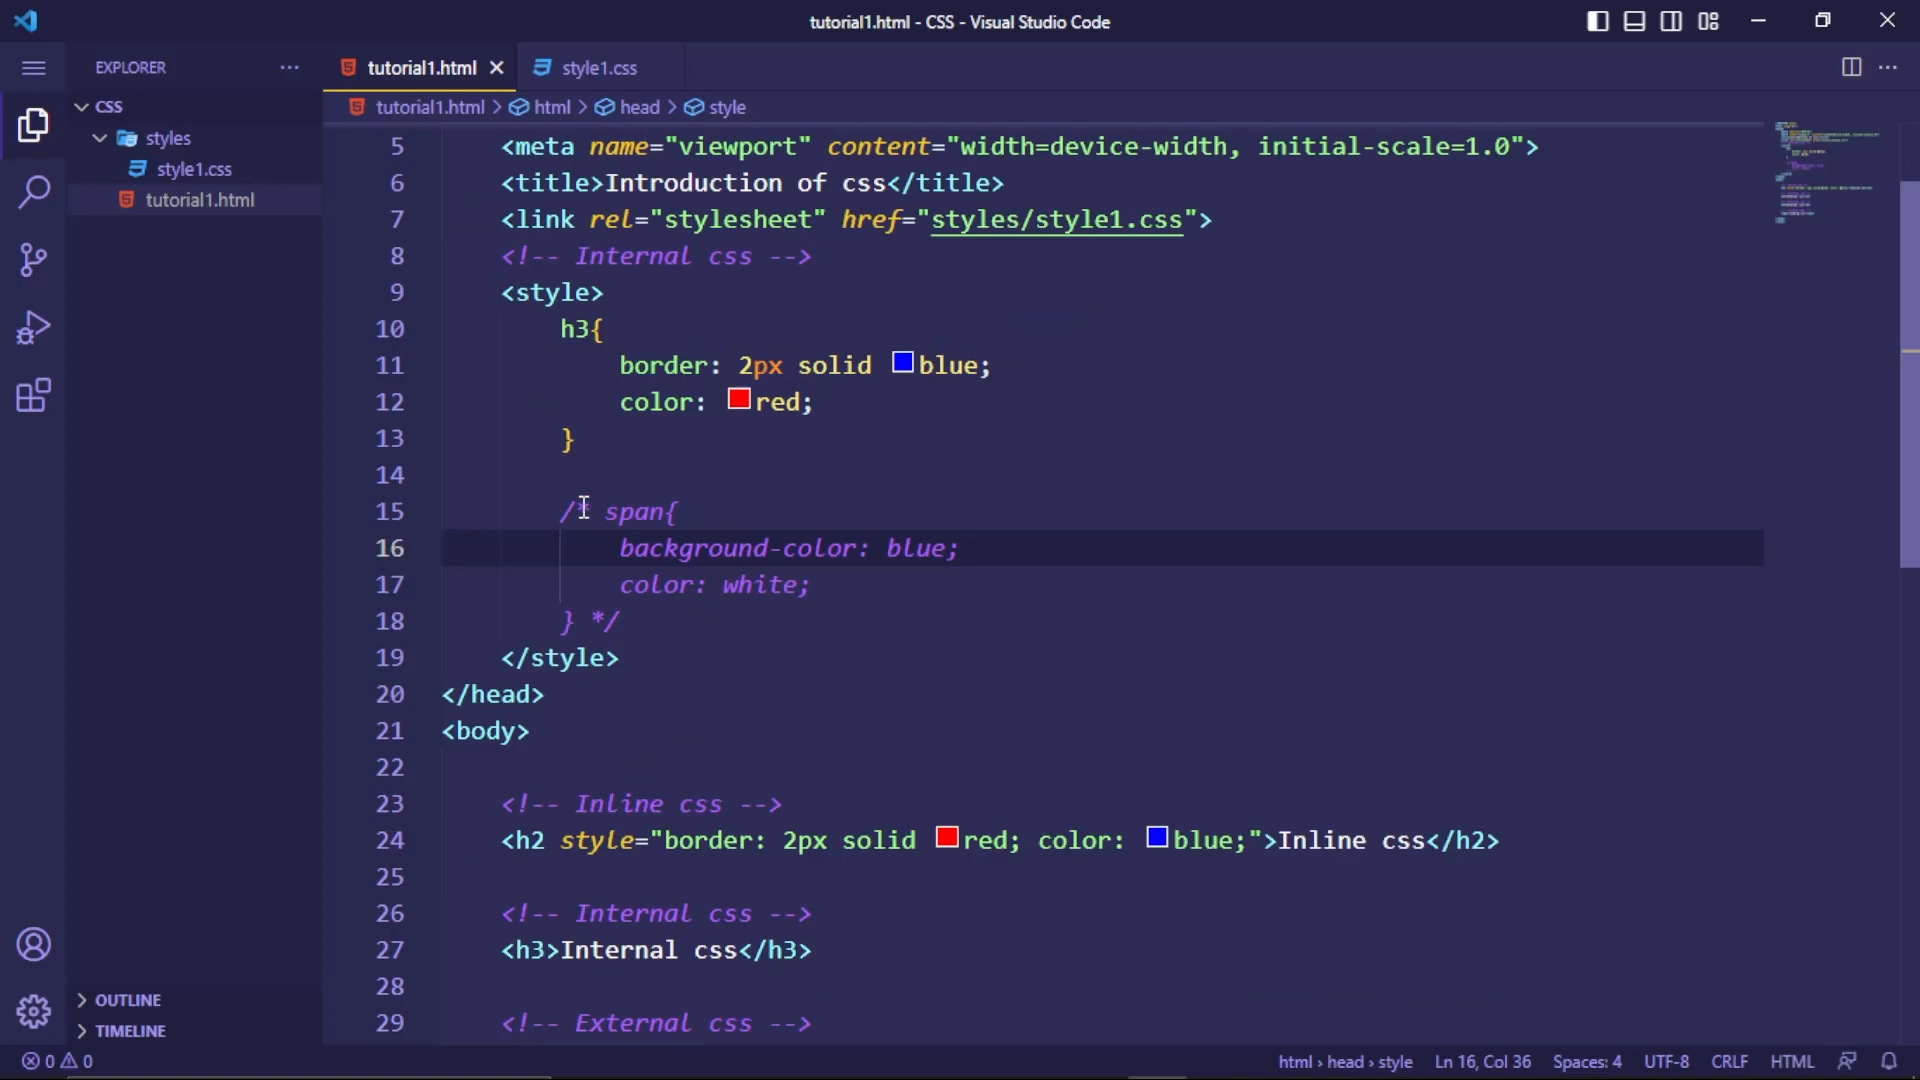 tutorial1.html - CSS - Visual Studio Code
EXPLORER
CSS
styles
style1.css
tutorial1.html
OUTLINE
TIMELINE
tutorial1.html
style1.css
tutorial1.html > html > head > style
5 <meta name="viewport" content="width=device-width, initial-scale=1.0">
6 <title>Introduction of css</title>
7 <link rel="stylesheet" href="styles/style1.css">
8 <!-- Internal css -->
9 <style>
10 h3{
11 border: 2px solid blue;
12 color: red;
13 }
14
15 /* span{
16 background-color: blue;
17 color: white;
18 } */
19 </style>
20 </head>
21 <body>
22
23 <!-- Inline css -->
24 <h2 style="border: 2px solid red; color: blue;">Inline css</h2>
25
26 <!-- Internal css -->
27 <h3>Internal css</h3>
28
29 <!-- External css -->
0 0
html > head > style
Ln 16, Col 36
Spaces: 4
UTF-8
CRLF
HTML